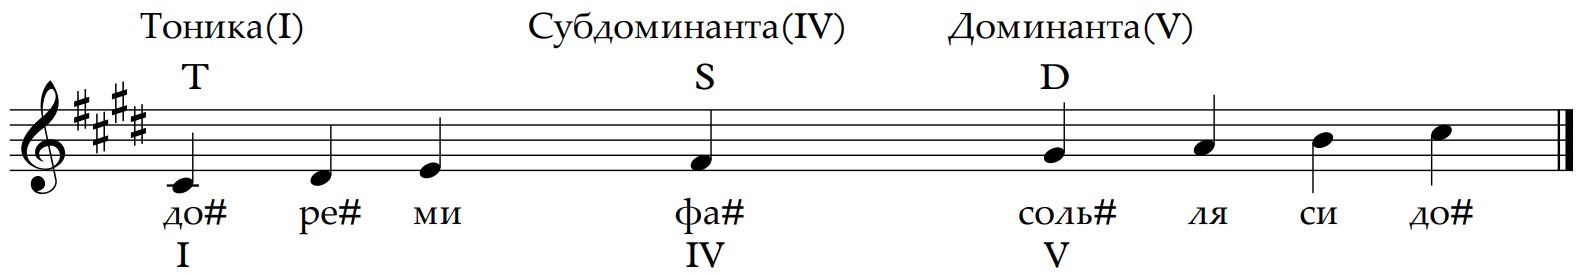 Тоника(I) Субдоминанта(IV) Доминанта(V)
T S D
до# ре# ми фа# соль# ля си до#
I IV V